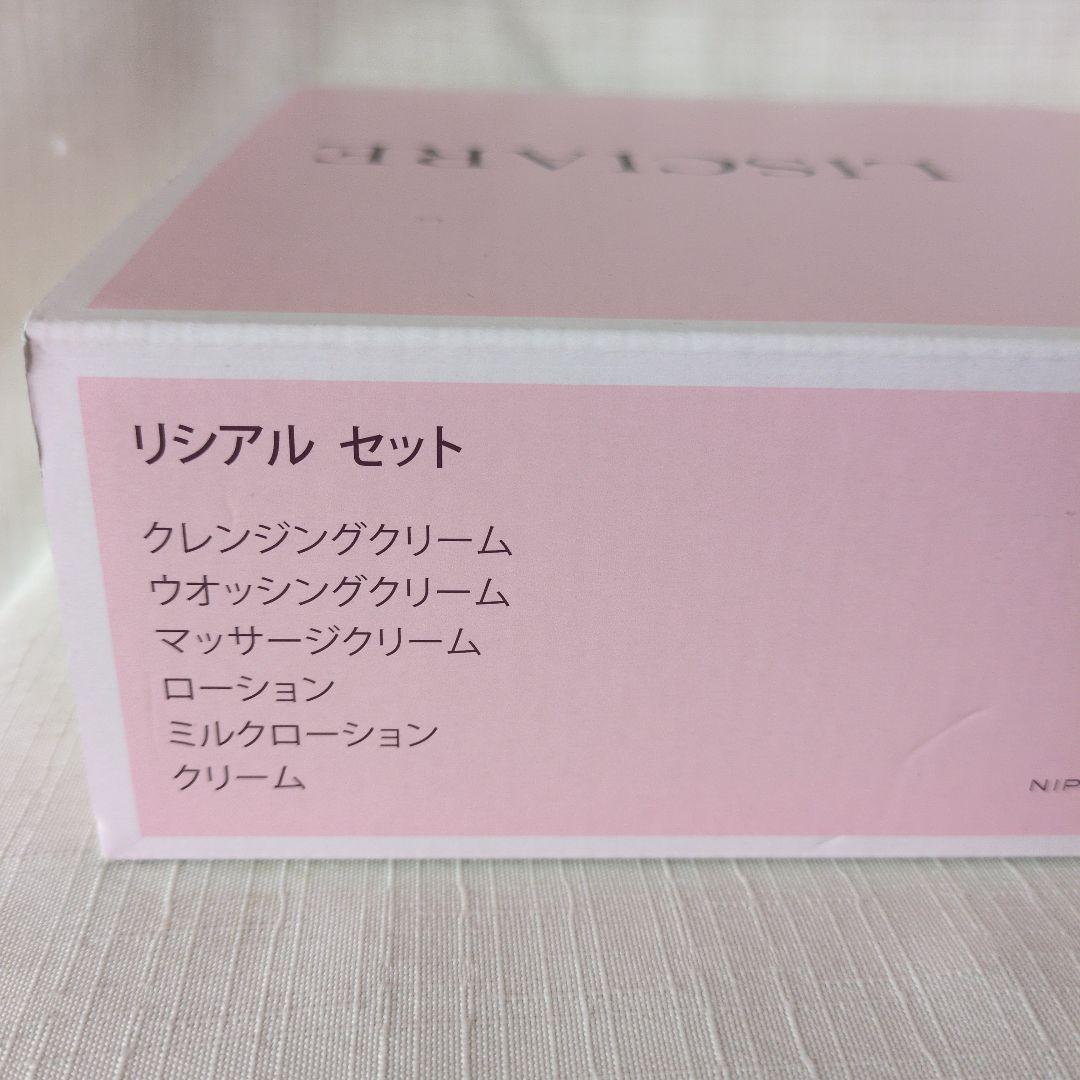 LISCIARE
リシアル セット
クレンジングクリーム
ウオッシングクリーム
マッサージクリーム
ローション
ミルクローション
クリーム
NIP